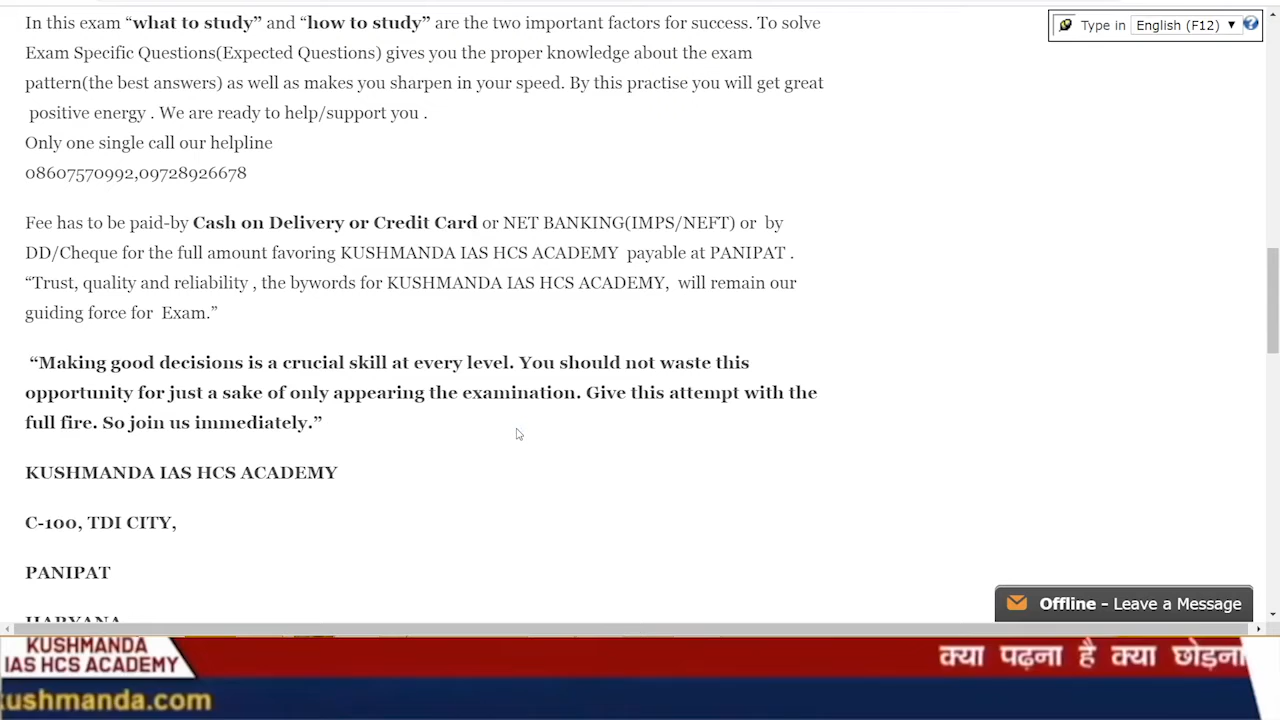 In this exam “what to study” and “how to study” are the two important factors for success. To solve
Exam Specific Questions(Expected Questions) gives you the proper knowledge about the exam
pattern(the best answers) as well as makes you sharpen in your speed. By this practise you will get great
positive energy . We are ready to help/support you .
Only one single call our helpline
08607570992,09728926678
Fee has to be paid-by Cash on Delivery or Credit Card or NET BANKING(IMPS/NEFT) or by
DD/Cheque for the full amount favoring KUSHMANDA IAS HCS ACADEMY payable at PANIPAT .
“Trust, quality and reliability , the bywords for KUSHMANDA IAS HCS ACADEMY, will remain our
guiding force for Exam.”
“Making good decisions is a crucial skill at every level. You should not waste this
opportunity for just a sake of only appearing the examination. Give this attempt with the
full fire. So join us immediately.”
KUSHMANDA IAS HCS ACADEMY
C-100, TDI CITY,
PANIPAT
HARYANA
Type in English (F12)
Offline – Leave a Message
KUSHMANDA
IAS HCS ACADEMY
क्या पढ़ना है क्या छोड़ना
kushmanda.com